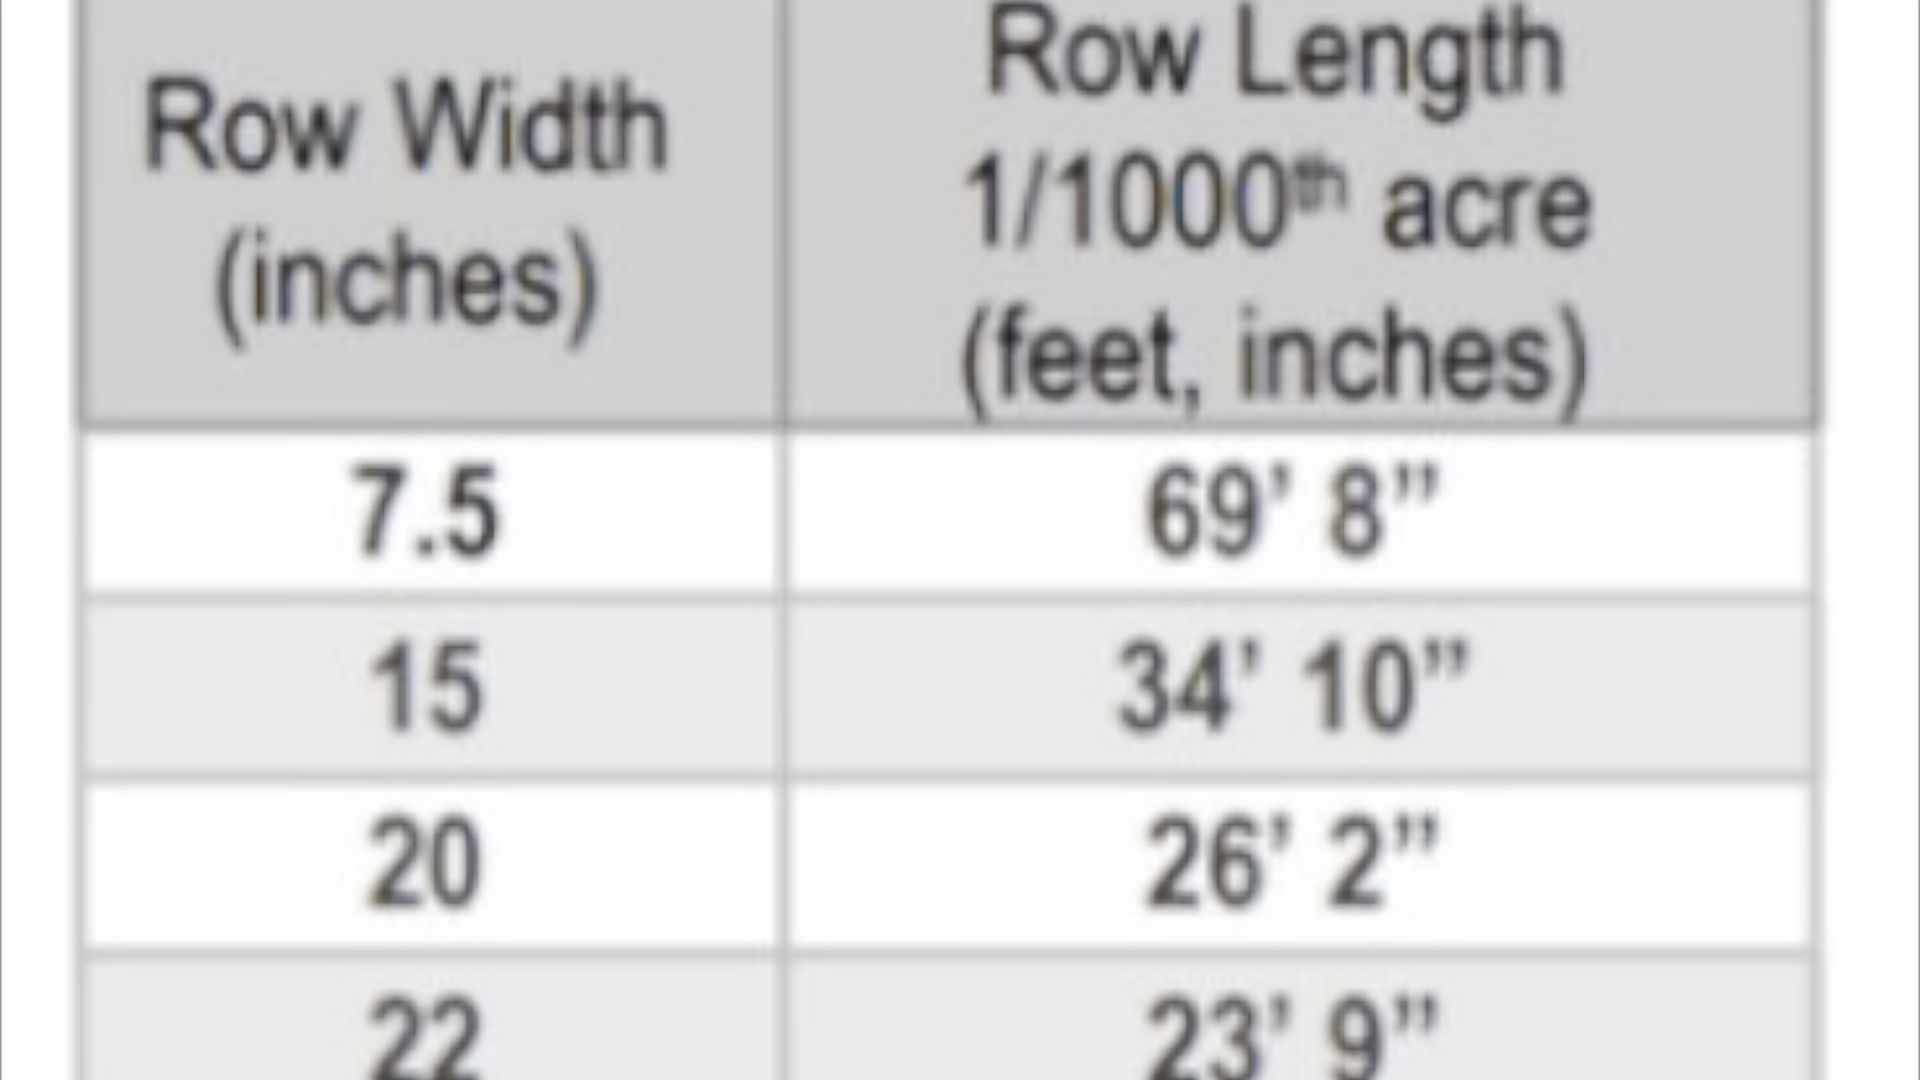 Row Width
(inches)
Row Length
1/1000th acre
(feet, inches)
7.5 69’ 8”
15 34’ 10”
20 26’ 2”
22 23’ 9”